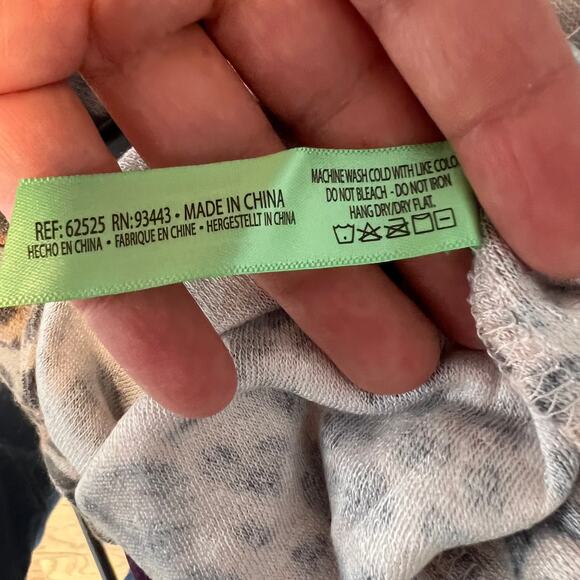 REF: 62525 RN: 93443 • MADE IN CHINA
HECHO EN CHINA • FABRIQUE EN CHINE • HERGESTELLT IN CHINA
MACHINE WASH COLD WITH LIKE COLO
DO NOT BLEACH - DO NOT IRON
HANG DRY/DRY FLAT.